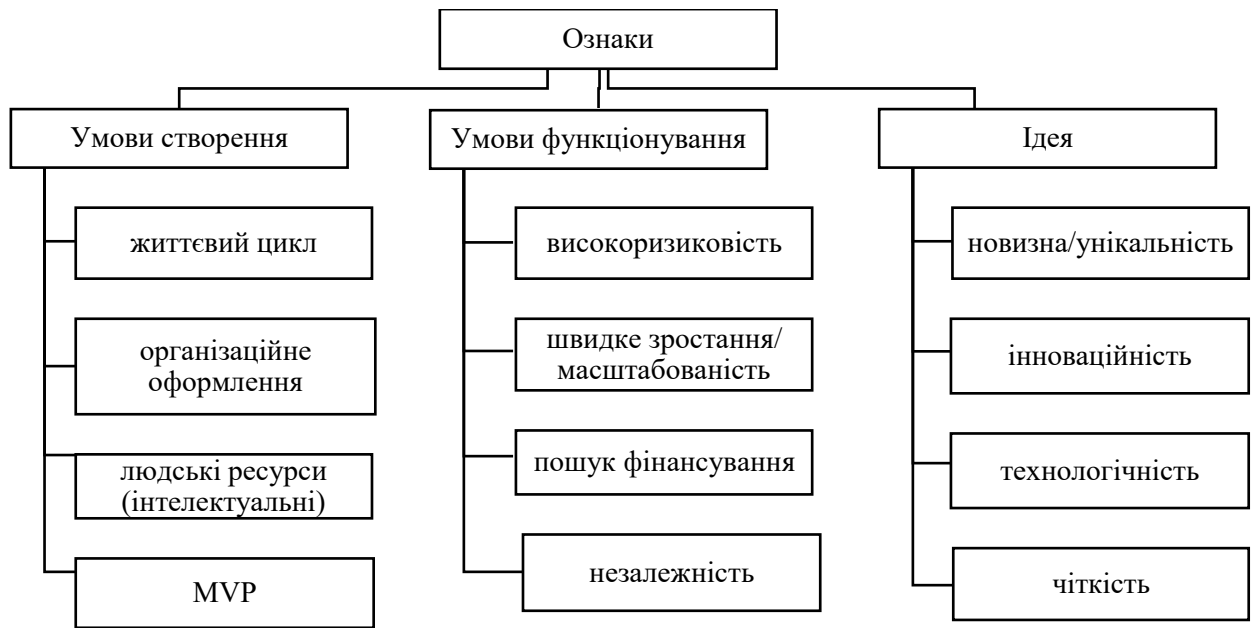 Ознаки
Умови створення
життєвий цикл
організаційне
оформлення
людські ресурси
(інтелектуальні)
MVP
Умови функціонування
високоризиковість
швидке зростання/
масштабованість
пошук фінансування
незалежність
Ідея
новизна/унікальність
інноваційність
технологічність
чіткість